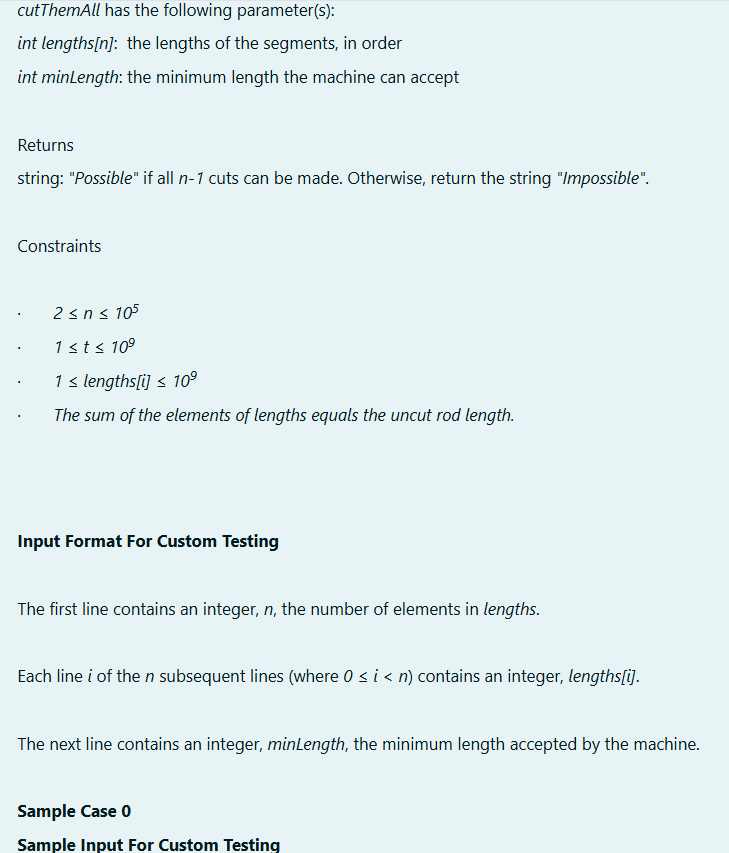 cutThemAll has the following parameter(s):
int lengths[n]: the lengths of the segments, in order
int minLength: the minimum length the machine can accept
Returns
string: "Possible" if all n-1 cuts can be made. Otherwise, return the string "Impossible".
Constraints
· 2 ≤ n ≤ 10⁵
· 1 ≤ t ≤ 10⁹
· 1 ≤ lengths[i] ≤ 10⁹
· The sum of the elements of lengths equals the uncut rod length.
Input Format For Custom Testing
The first line contains an integer, n, the number of elements in lengths.
Each line i of the n subsequent lines (where 0 ≤ i < n) contains an integer, lengths[i].
The next line contains an integer, minLength, the minimum length accepted by the machine.
Sample Case 0
Sample Input For Custom Testing